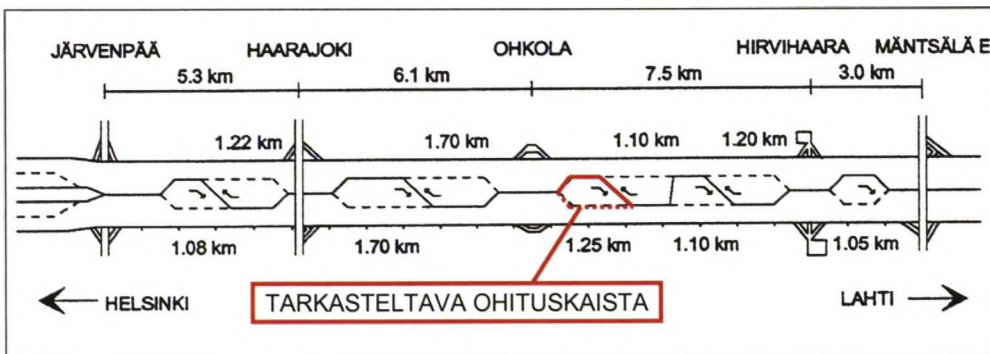 JÄRVENPÄÄ HAARAJOKI OHKOLA HIRVIHAARA MÄNTSÄLÄ E
5.3 km 6.1 km 7.5 km 3.0 km
1.22 km 1.70 km 1.10 km 1.20 km
1.08 km 1.70 km 1.25 km 1.10 km 1.05 km
HELSINKI TARKASTELTAVA OHITUSKAISTA LAHTI